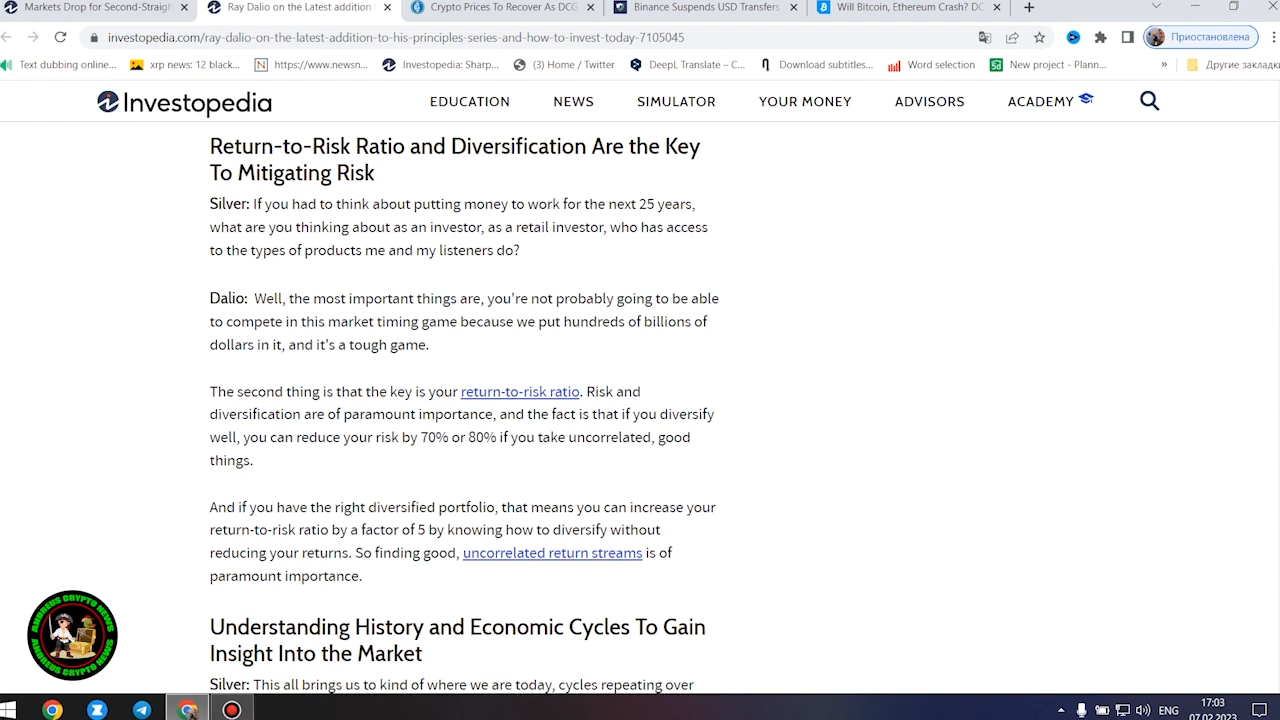 Markets Drop for Second-Straigh
Ray Dalio on the Latest addition
Crypto Prices To Recover As DCG
Binance Suspends USD Transfers
Will Bitcoin, Ethereum Crash? DC
investopedia.com/ray-dalio-on-the-latest-addition-to-his-principles-series-and-how-to-invest-today-7105045
Приостановлена
Text dubbing online...
xrp news: 12 black...
https://www.newsn...
Investopedia: Sharp...
(3) Home / Twitter
DeepL Translate – C...
Download subtitles...
Word selection
New project - Plann...
»
Другие закладки
Investopedia
EDUCATION
NEWS
SIMULATOR
YOUR MONEY
ADVISORS
ACADEMY
Return-to-Risk Ratio and Diversification Are the Key
To Mitigating Risk
Silver: If you had to think about putting money to work for the next 25 years,
what are you thinking about as an investor, as a retail investor, who has access
to the types of products me and my listeners do?
Dalio: Well, the most important things are, you're not probably going to be able
to compete in this market timing game because we put hundreds of billions of
dollars in it, and it's a tough game.
The second thing is that the key is your return-to-risk ratio. Risk and
diversification are of paramount importance, and the fact is that if you diversify
well, you can reduce your risk by 70% or 80% if you take uncorrelated, good
things.
And if you have the right diversified portfolio, that means you can increase your
return-to-risk ratio by a factor of 5 by knowing how to diversify without
reducing your returns. So finding good, uncorrelated return streams is of
paramount importance.
Understanding History and Economic Cycles To Gain
Insight Into the Market
Silver: This all brings us to kind of where we are today, cycles repeating over
ANDREUS CRYPTO NEWS
ANDREUS CRYPTO NEWS
ENG
17:03
07.02.2023